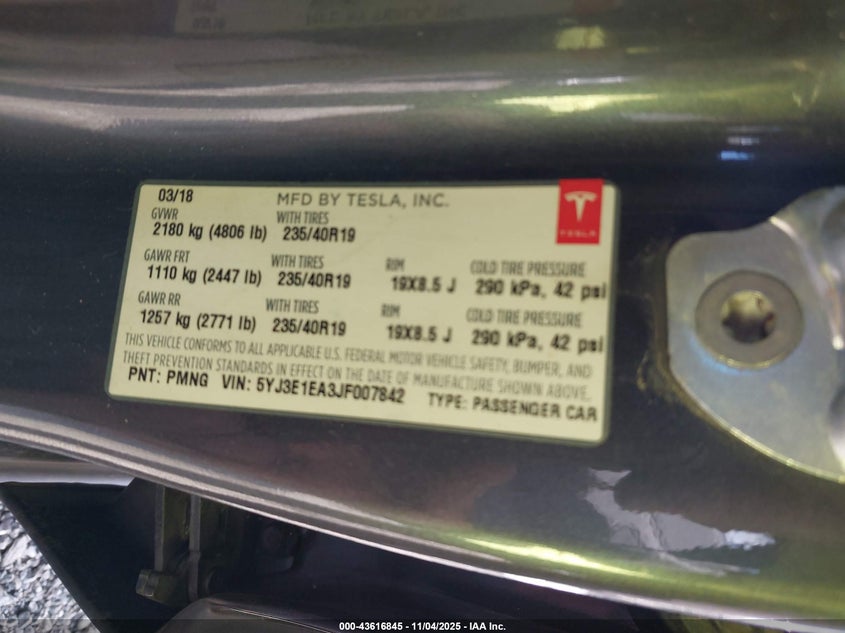 03/18 MFD BY TESLA, INC.
GVWR WITH TIRES
2180 kg (4806 lb) 235/40R19
TESLA
GAWR FRT WITH TIRES RIM COLD TIRE PRESSURE
1110 kg (2447 lb) 235/40R19 19X8.5 J 290 kPa, 42 psi
GAWR RR WITH TIRES RIM COLD TIRE PRESSURE
1257 kg (2771 lb) 235/40R19 19X8.5 J 290 kPa, 42 psi
THIS VEHICLE CONFORMS TO ALL APPLICABLE U.S. FEDERAL MOTOR VEHICLE SAFETY, BUMPER, AND
THEFT PREVENTION STANDARDS IN EFFECT ON THE DATE OF MANUFACTURE SHOWN ABOVE.
PNT: PMNG VIN: 5YJ3E1EA3JF007842 TYPE: PASSENGER CAR
000-43616845 - 11/04/2025 - IAA Inc.